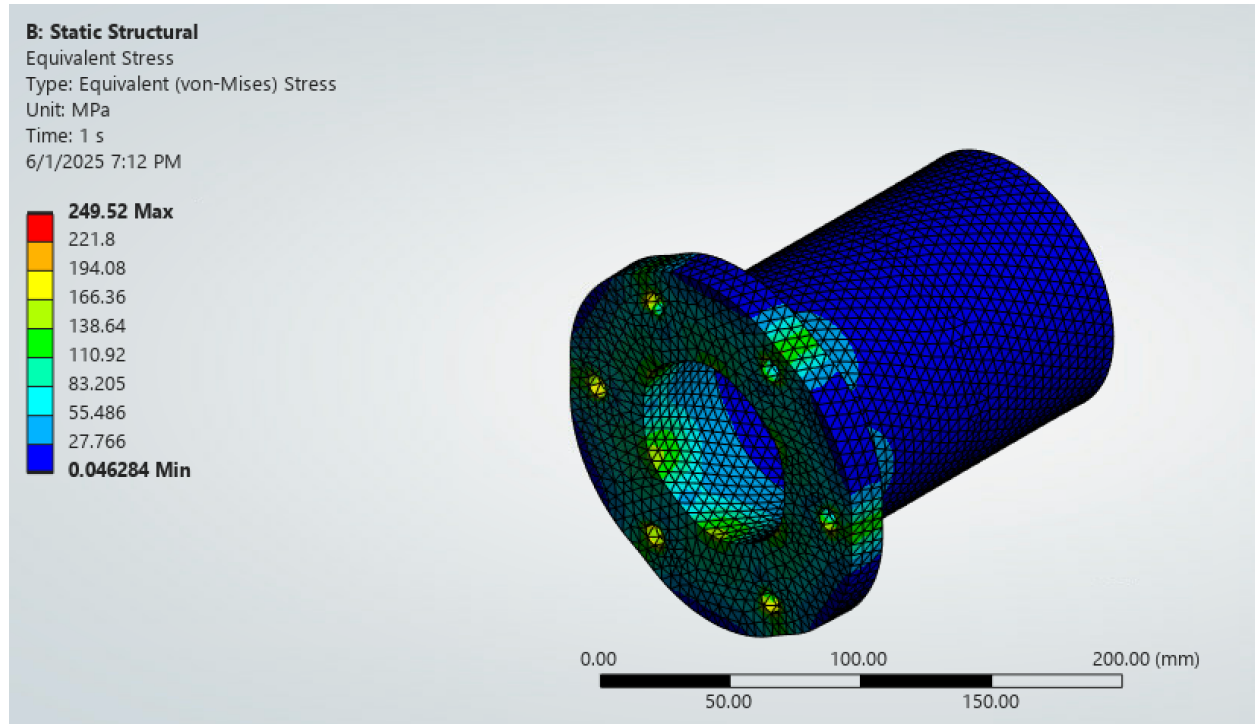 B: Static Structural
Equivalent Stress
Type: Equivalent (von-Mises) Stress
Unit: MPa
Time: 1 s
6/1/2025 7:12 PM
249.52 Max
221.8
194.08
166.36
138.64
110.92
83.205
55.486
27.766
0.046284 Min
0.00 100.00 200.00 (mm)
50.00 150.00